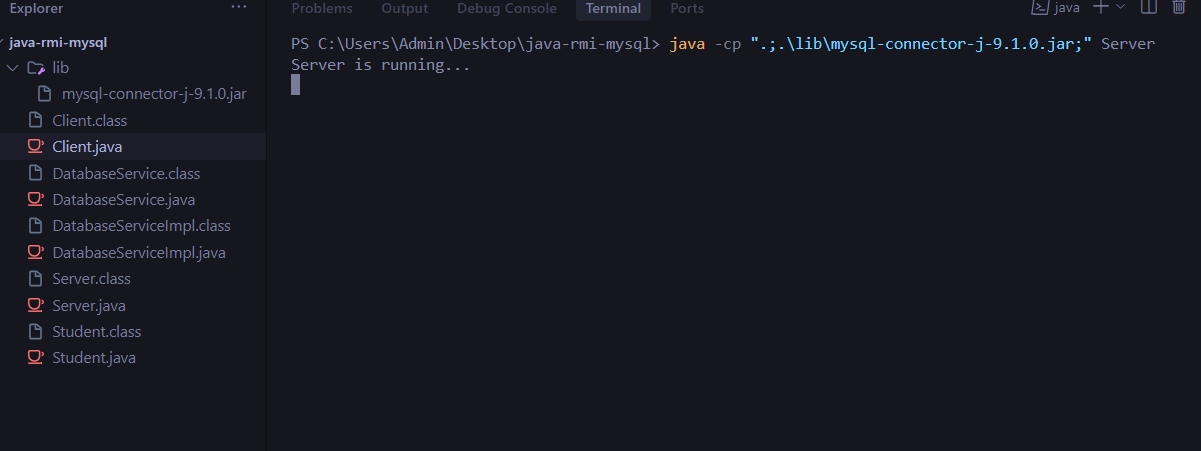 Explorer ...
java-rmi-mysql
lib
mysql-connector-j-9.1.0.jar
Client.class
Client.java
DatabaseService.class
DatabaseService.java
DatabaseServiceImpl.class
DatabaseServiceImpl.java
Server.class
Server.java
Student.class
Student.java
Problems Output Debug Console Terminal Ports
java
PS C:\Users\Admin\Desktop\java-rmi-mysql> java -cp ".;.\lib\mysql-connector-j-9.1.0.jar;" Server
Server is running...